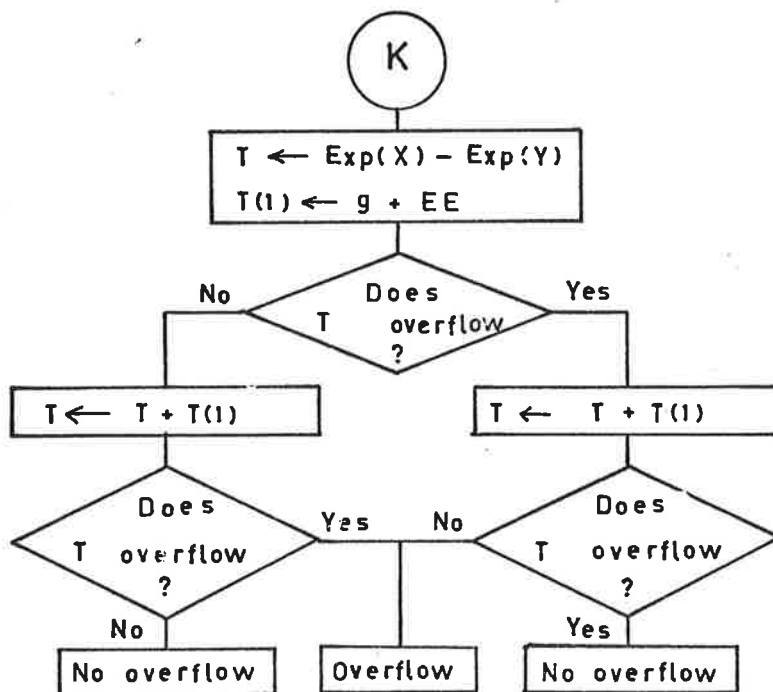 K
T ← Exp(X) - Exp(Y)
T(1) ← g + EE
Does
T overflow
?
No
Yes
T ← T + T(1)
T ← T + T(1)
Does
T overflow
?
Yes
No
Does
T overflow
?
No
Yes
No overflow
Overflow
No overflow